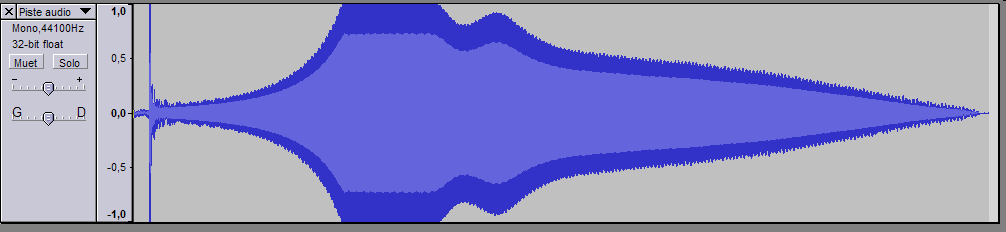 Piste audio
Mono,44100Hz
32-bit float
Muet Solo
- +
G D
1,0
0,5
0,0
-0,5
-1,0